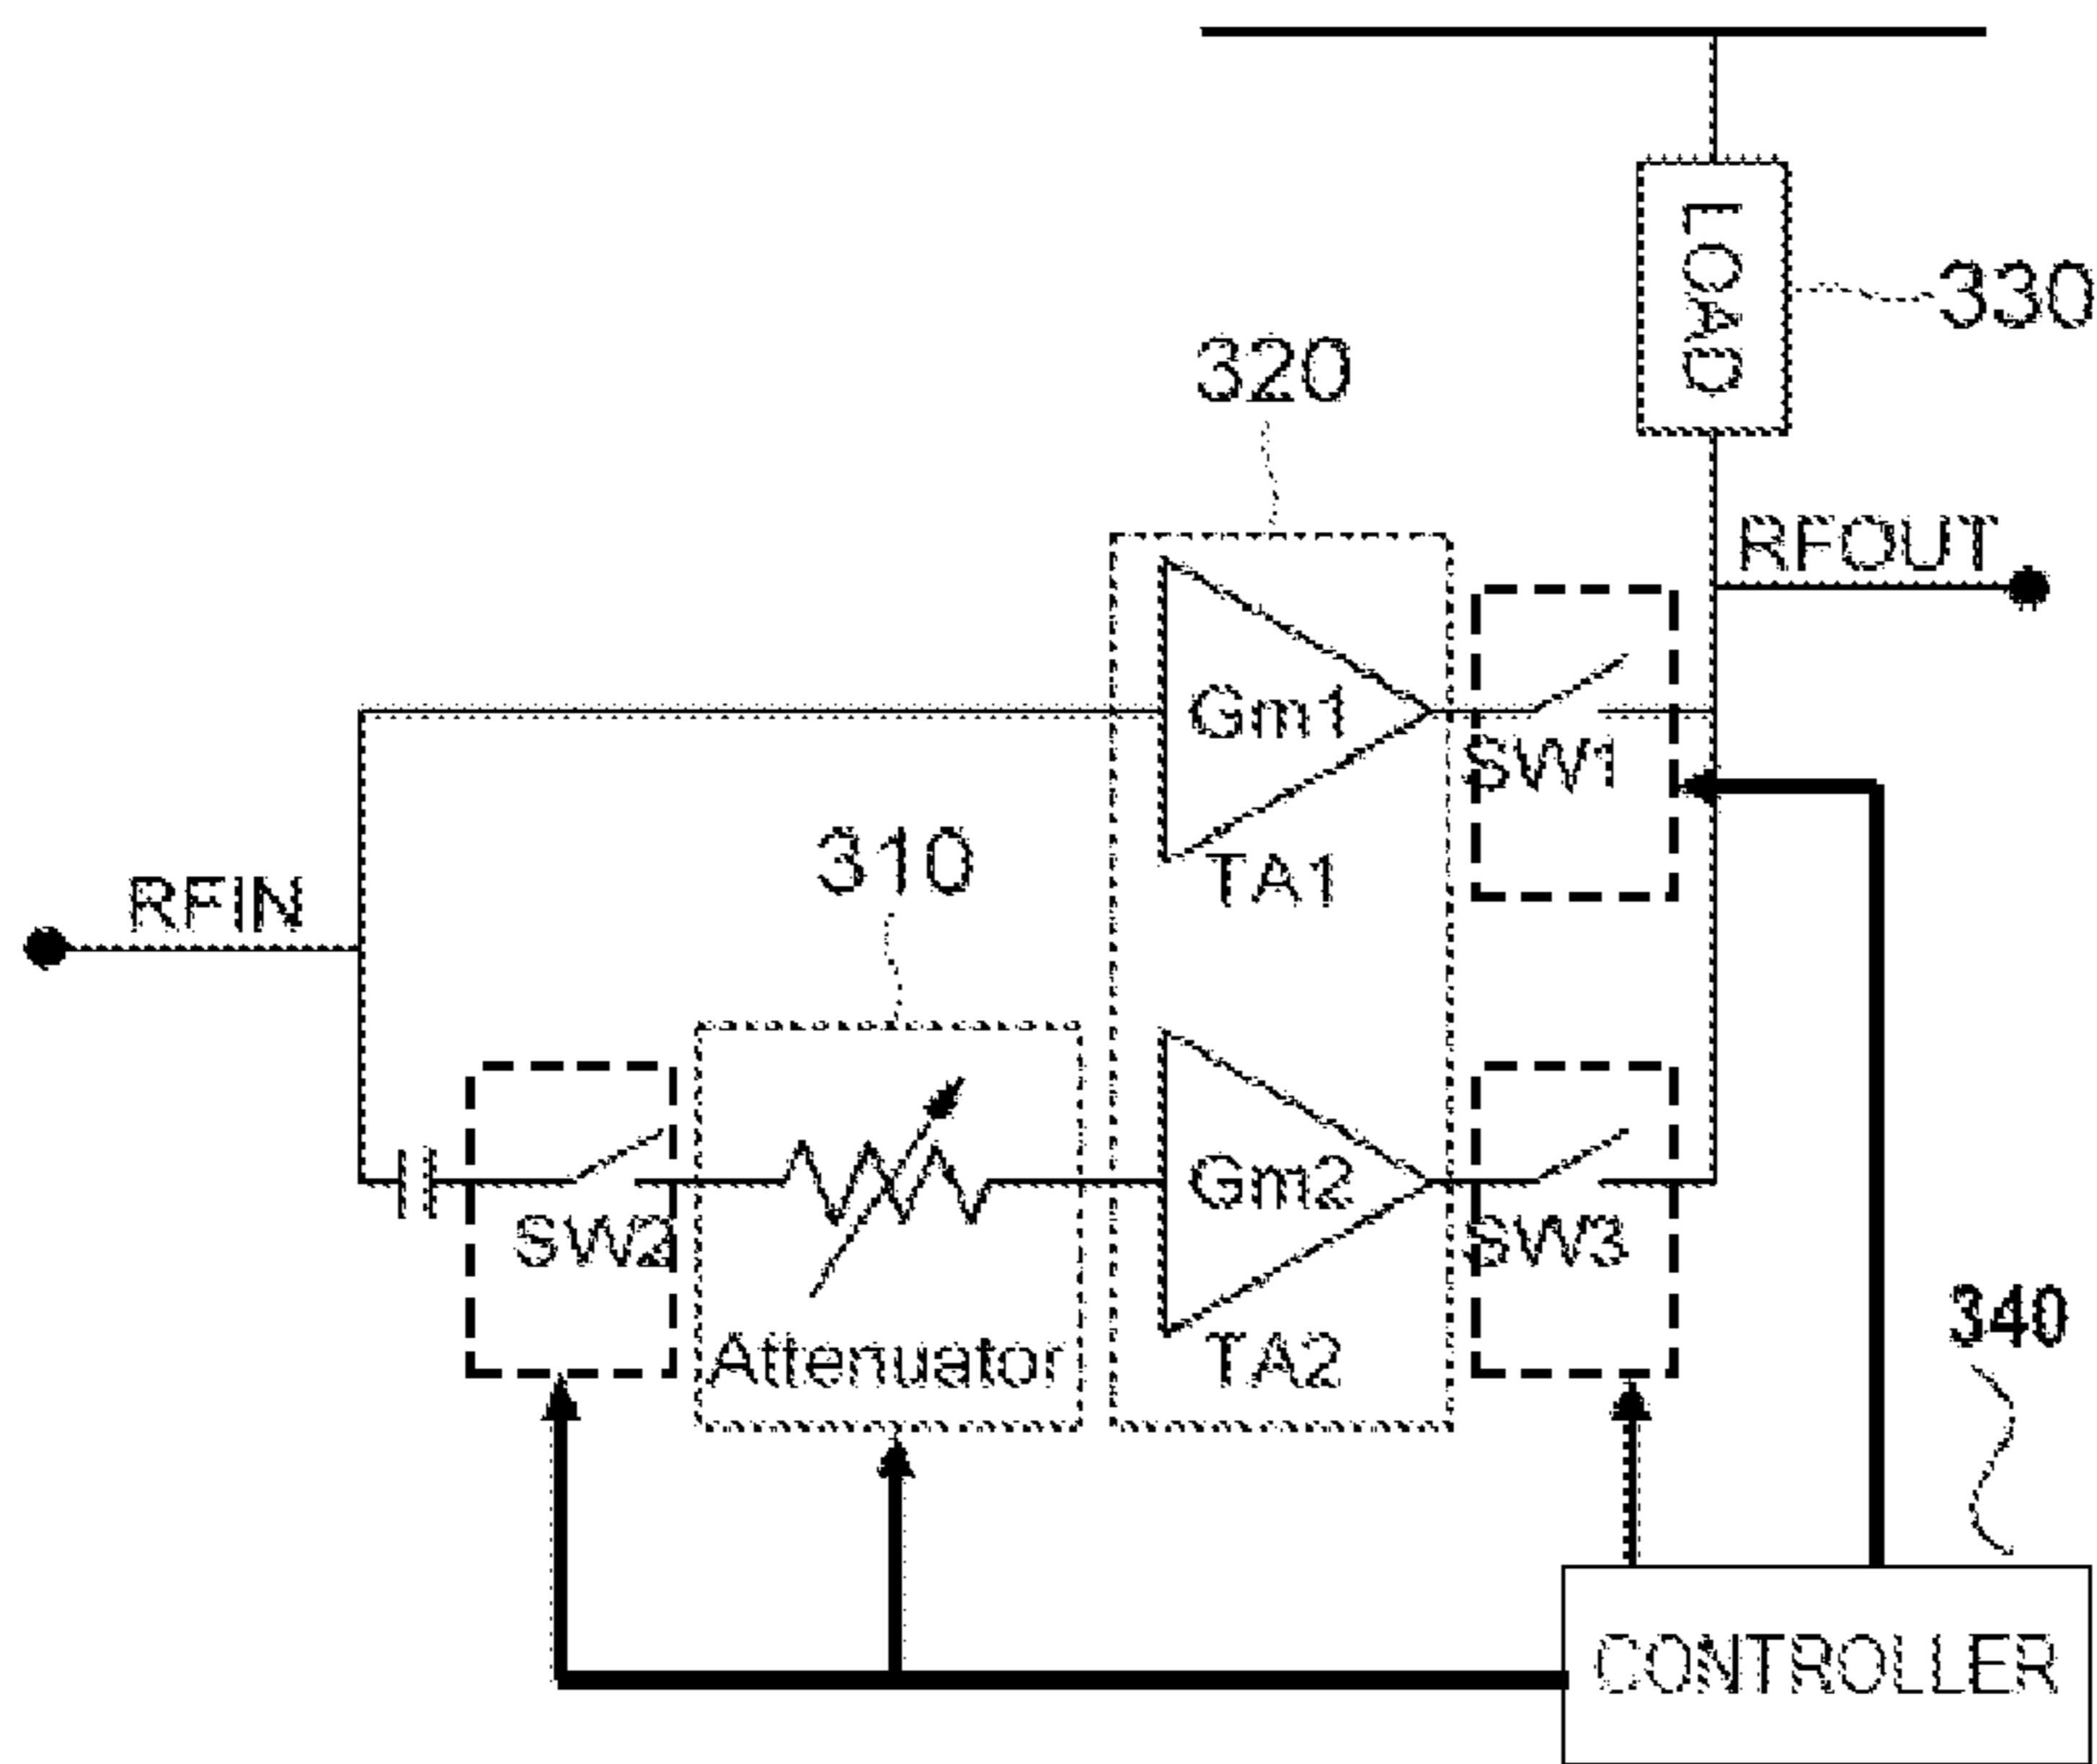 LOAD
330
320
RFOUT
Gm1
SW1
TA1
310
RFIN
Gm2
SW2
SW3
Attenuator
TA2
340
CONTROLLER